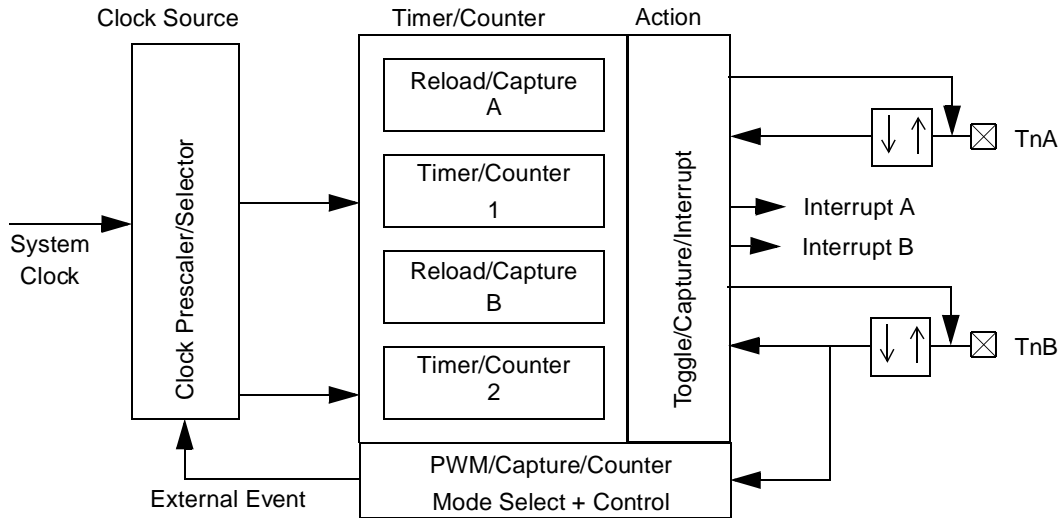 Clock Source
Timer/Counter
Action
Reload/Capture
A
Timer/Counter
1
Reload/Capture
B
Timer/Counter
2
Clock Prescaler/Selector
Toggle/Capture/Interrupt
System
Clock
TnA
Interrupt A
Interrupt B
TnB
PWM/Capture/Counter
Mode Select + Control
External Event